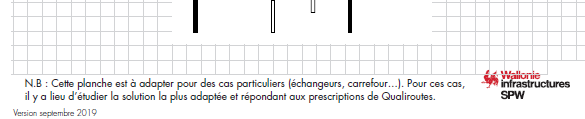 N.B : Cette planche est à adapter pour des cas particuliers (échangeurs, carrefour...). Pour ces cas,
il y a lieu d'étudier la solution la plus adaptée et répondant aux prescriptions de Qualiroutes.
Wallonie
infrastructures
SPW
Version septembre 2019